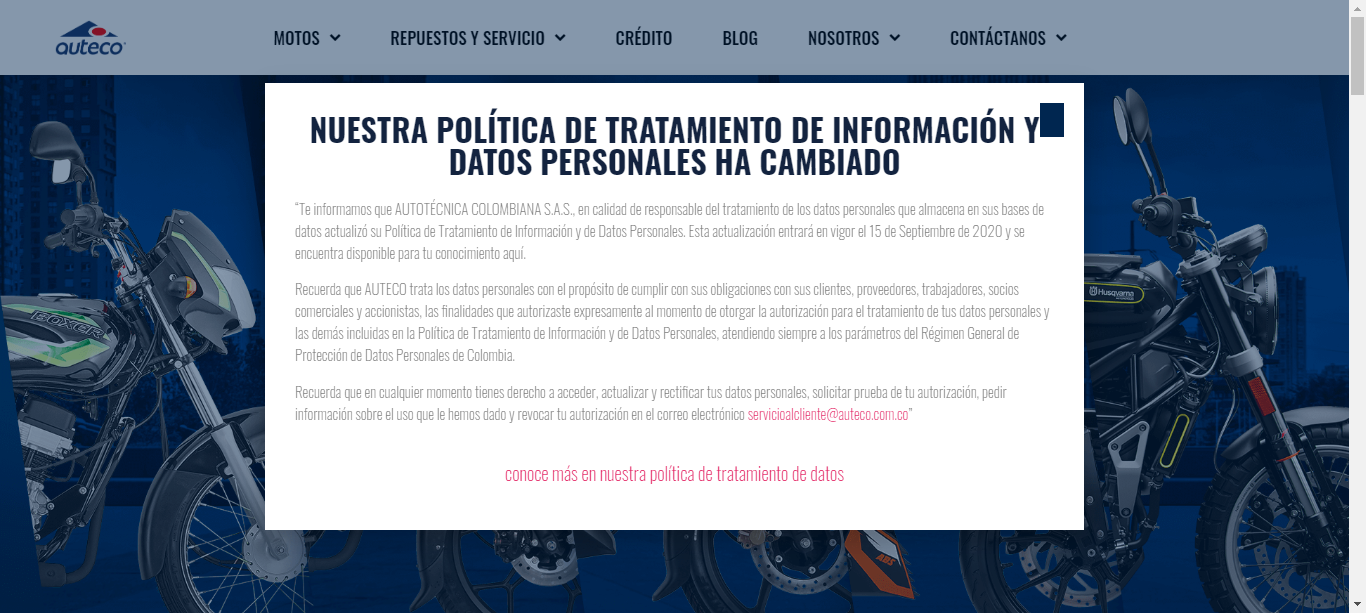 auteco
MOTOS
REPUESTOS Y SERVICIO
CRÉDITO
BLOG
NOSOTROS
CONTÁCTANOS
NUESTRA POLÍTICA DE TRATAMIENTO DE INFORMACIÓN Y
DATOS PERSONALES HA CAMBIADO
“Te informamos que AUTOTÉCNICA COLOMBIANA S.A.S., en calidad de responsable del tratamiento de los datos personales que almacena en sus bases de
datos actualizó su Política de Tratamiento de Información y de Datos Personales. Esta actualización entrará en vigor el 15 de Septiembre de 2020 y se
encuentra disponible para tu conocimiento aquí.
Recuerda que AUTECO trata los datos personales con el propósito de cumplir con sus obligaciones con sus clientes, proveedores, trabajadores, socios
comerciales y accionistas, las finalidades que autorizaste expresamente al momento de otorgar la autorización para el tratamiento de tus datos personales y
las demás incluidas en la Política de Tratamiento de Información y de Datos Personales, atendiendo siempre a los parámetros del Régimen General de
Protección de Datos Personales de Colombia.
Recuerda que en cualquier momento tienes derecho a acceder, actualizar y rectificar tus datos personales, solicitar prueba de tu autorización, pedir
información sobre el uso que le hemos dado y revocar tu autorización en el correo electrónico servicioalcliente@auteco.com.co”
conoce más en nuestra política de tratamiento de datos
BOXER
Husqvarna
ABS